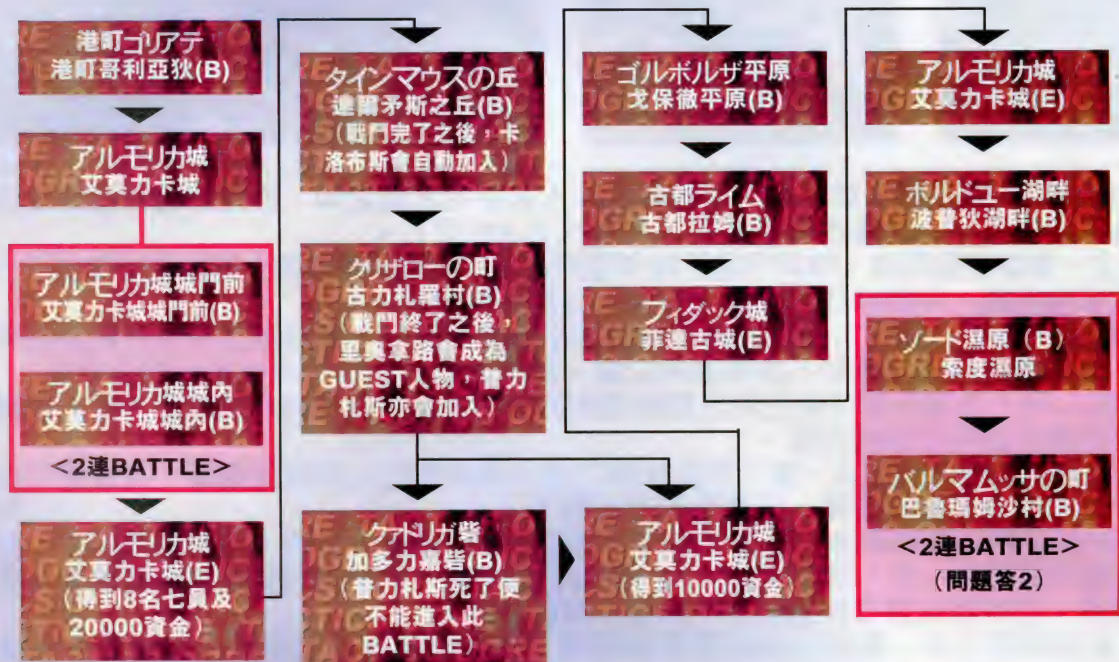 港町ゴリアテ
港町哥利亞狄(B)
アルモリカ城
艾莫力卡城
アルモリカ城城門前
艾莫力卡城城門前(B)
アルモリカ城城內
艾莫力卡城城內(B)
<2連BATTLE>
アルモリカ城
艾莫力卡城(E)
(得到8名七員及
20000資金)
タインマウスの丘
達爾矛斯之丘(B)
(戰鬥完了之後,卡
洛布斯會自動加入)
クリザローの町
古力札羅村(B)
(戰鬥終了之後,
里奧拿路會成為
GUEST人物,普力
札斯亦會加入)
クァドリガ砦
加多力嘉砦(B)
(普力札斯死了便
不能進入此
BATTLE)
アルモリカ城
艾莫力卡城(E)
(得到10000資金)
ゴルボルザ平原
戈保徹平原(B)
古都ライム
古都拉姆(B)
フィダック城
菲達古城(E)
アルモリカ城
艾莫力卡城(E)
ボルドュー湖畔
波普狄湖畔(B)
ソード濕原(B)
索度濕原
バルマムッサの町
巴魯瑪姆沙村(B)
<2連BATTLE>
(問題答2)